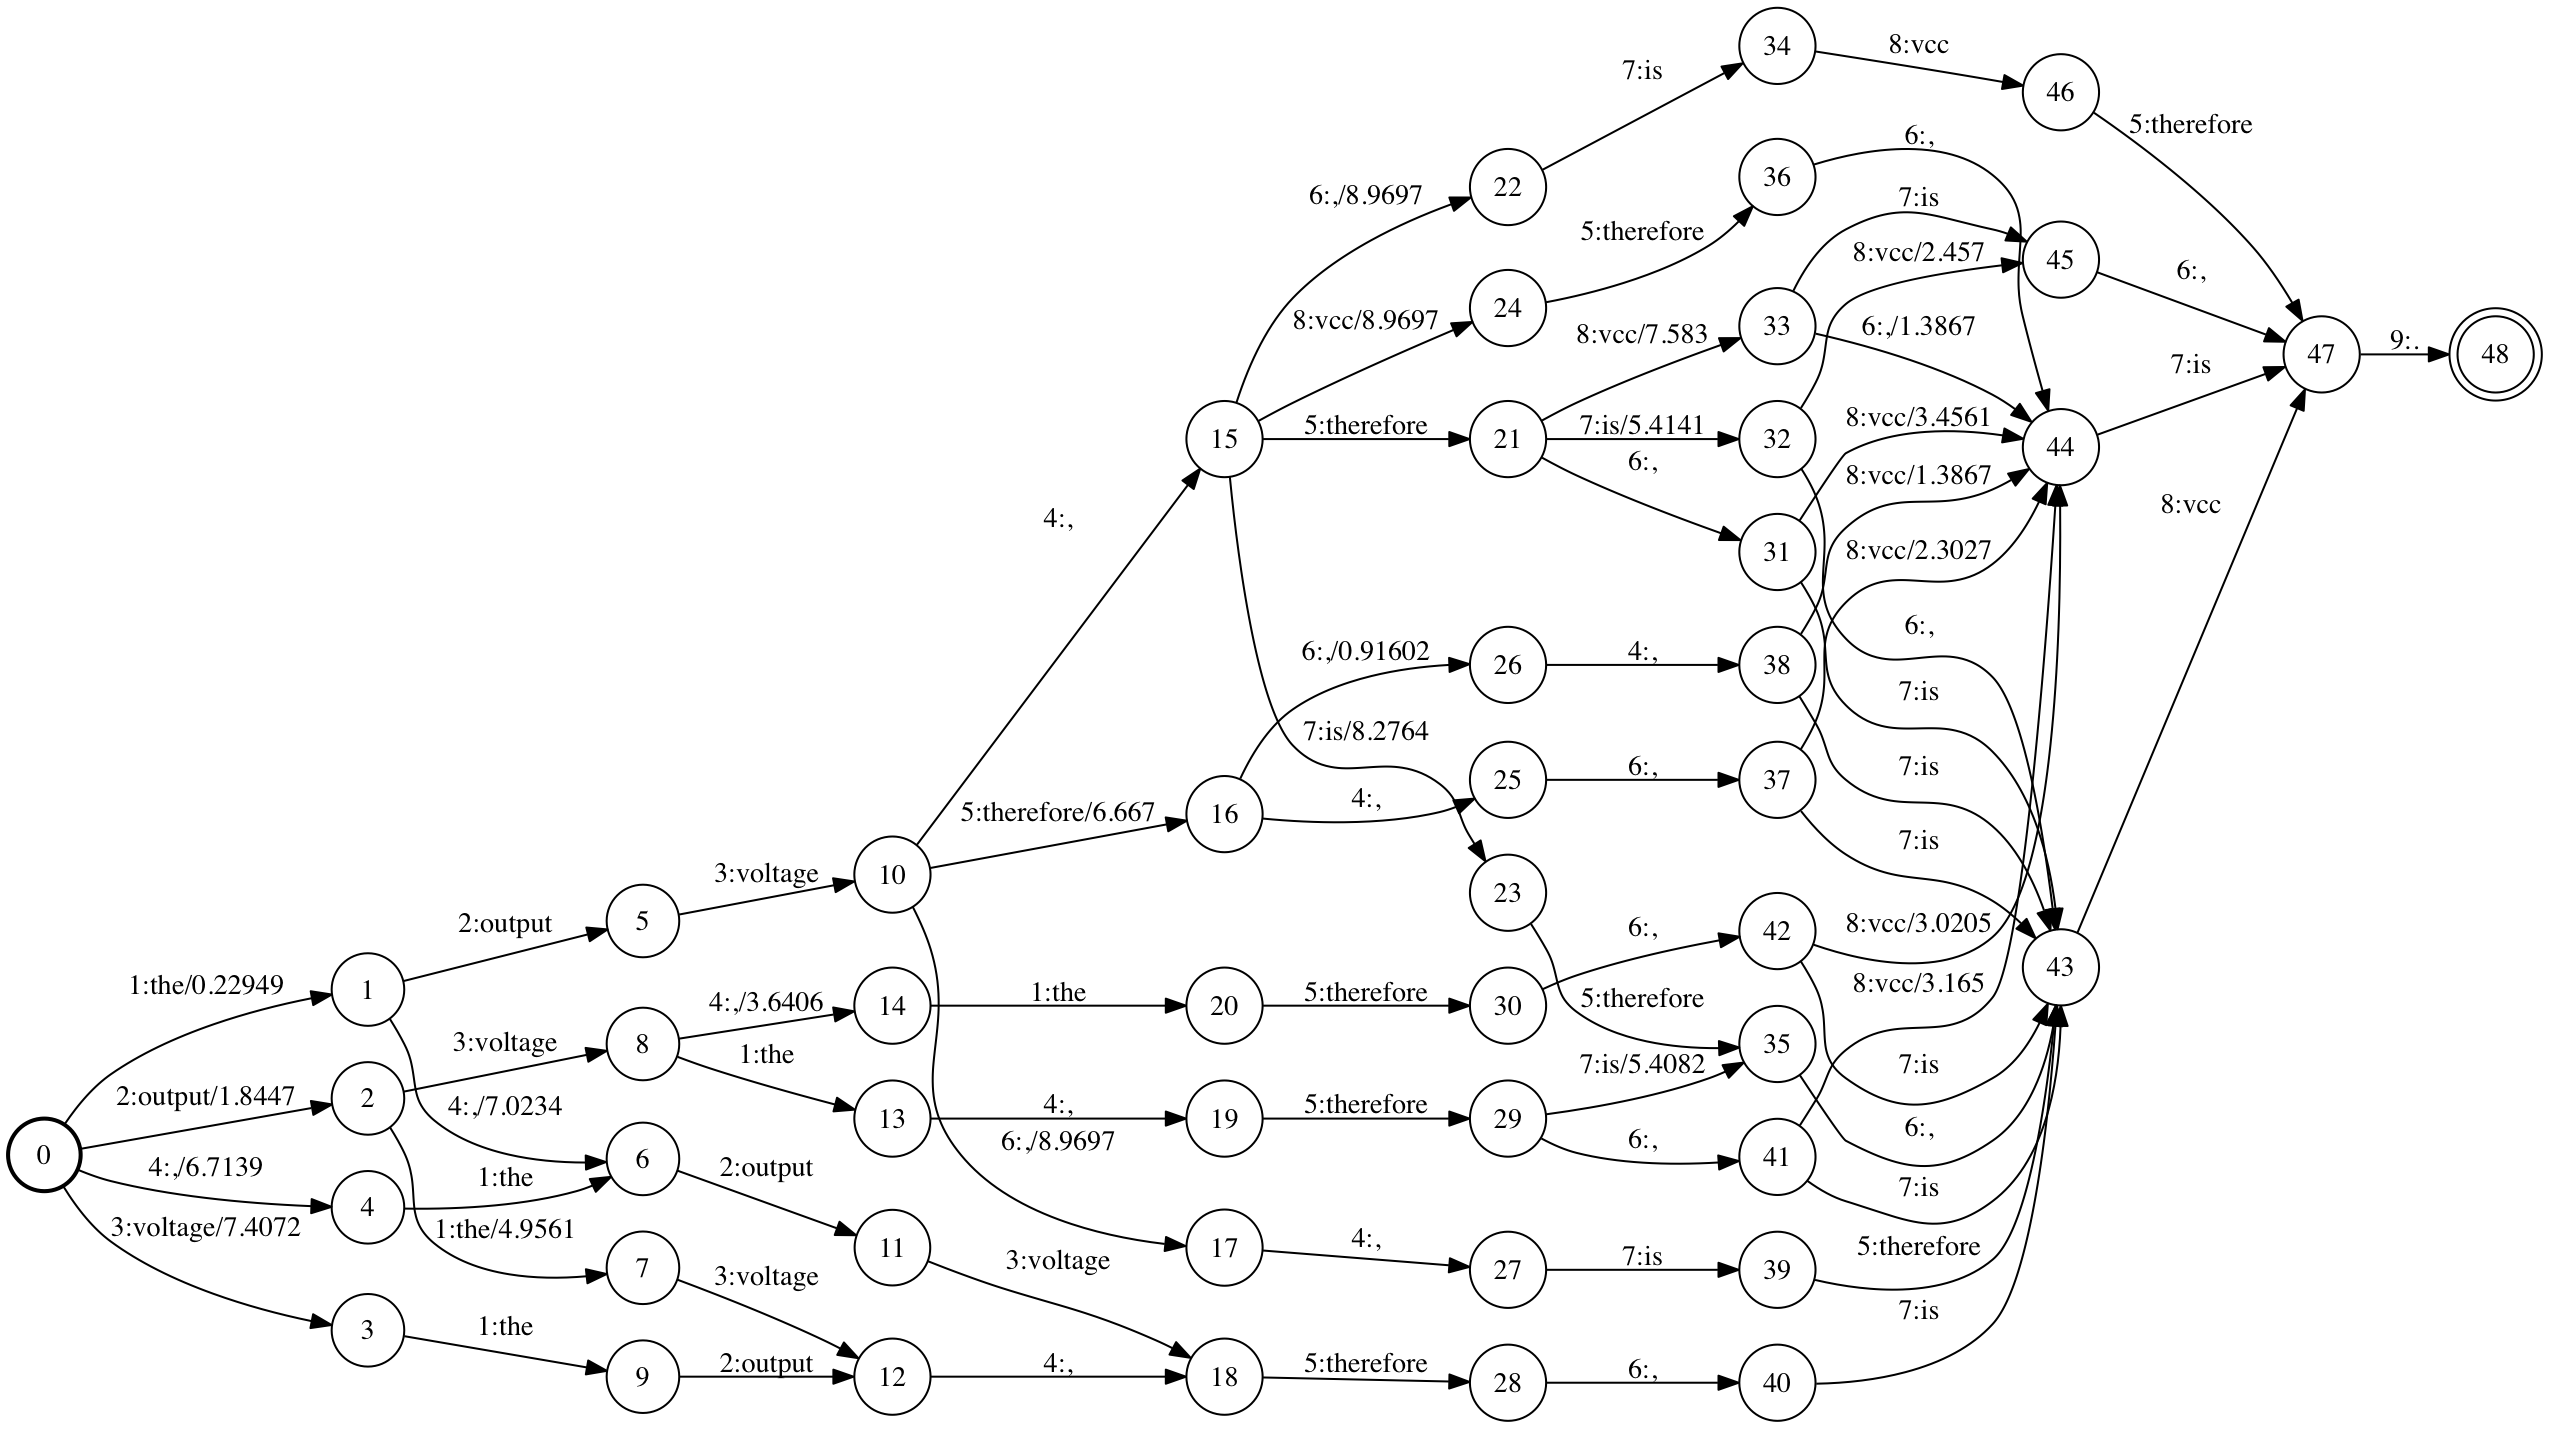 34
8:vcc
7:is
46
5:therefore
6:,
36
22
7:is
6:,/8.9697
5:therefore
45
8:vcc/2.457
6:,
24
8:vcc/8.9697
33
6:,/1.3867
8:vcc/7.583
47
9:.
48
7:is
15
5:therefore
21
7:is/5.4141
32
8:vcc/3.4561
44
6:,
8:vcc/1.3867
8:vcc
4:,
31
8:vcc/2.3027
6:,
6:,/0.91602
26
4:,
38
7:is
7:is/8.2764
7:is
25
6:,
37
4:,
16
5:therefore/6.667
7:is
3:voltage
10
23
5
2:output
42
8:vcc/3.0205
6:,
43
1:the/0.22949
1
8:vcc/3.165
4:,/3.6406
14
1:the
20
5:therefore
30
5:therefore
3:voltage
8
1:the
35
7:is
7:is/5.4082
2:output/1.8447
2
4:,/7.0234
13
4:,
19
5:therefore
29
6:,
6:,/8.9697
6:,
0
4:,/6.7139
1:the
6
2:output
41
7:is
4
3:voltage/7.4072
1:the/4.9561
11
3:voltage
17
4:,
27
7:is
39
5:therefore
7
3:voltage
7:is
3
1:the
9
2:output
12
4:,
18
5:therefore
28
6:,
40